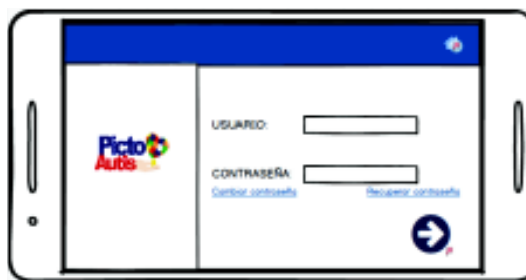 Picto
Autis
USUARIO:
CONTRASEÑA:
Cambiar contraseña
Recuperar contraseña